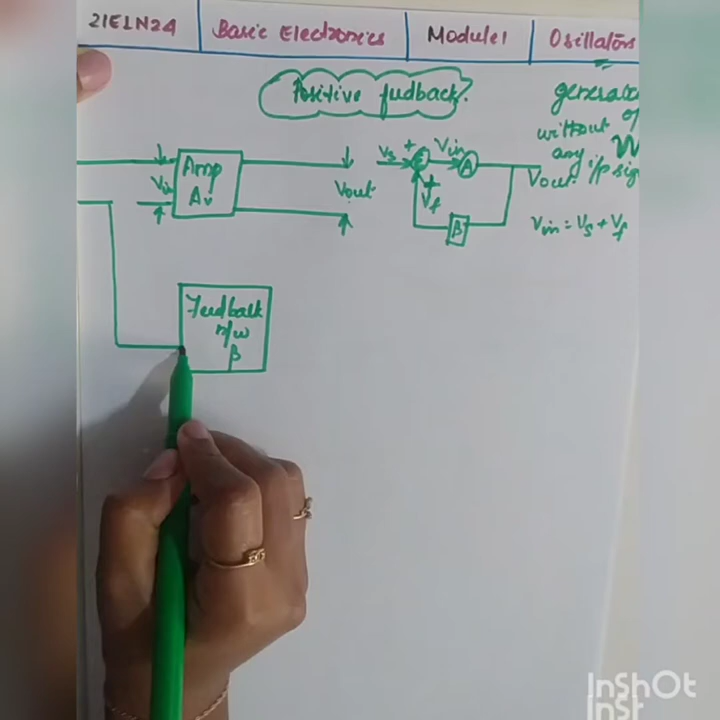 21ELN24 Basic Electronics Module1 Oscillators
Positive feedback.
generat
of
without
any i/p sig
Amp
Av
Vin
Vout
Vs + Vin A
+
Vf
β
Vout
Vin = Vs + Vf
Feedback
n/w
β
InShOt